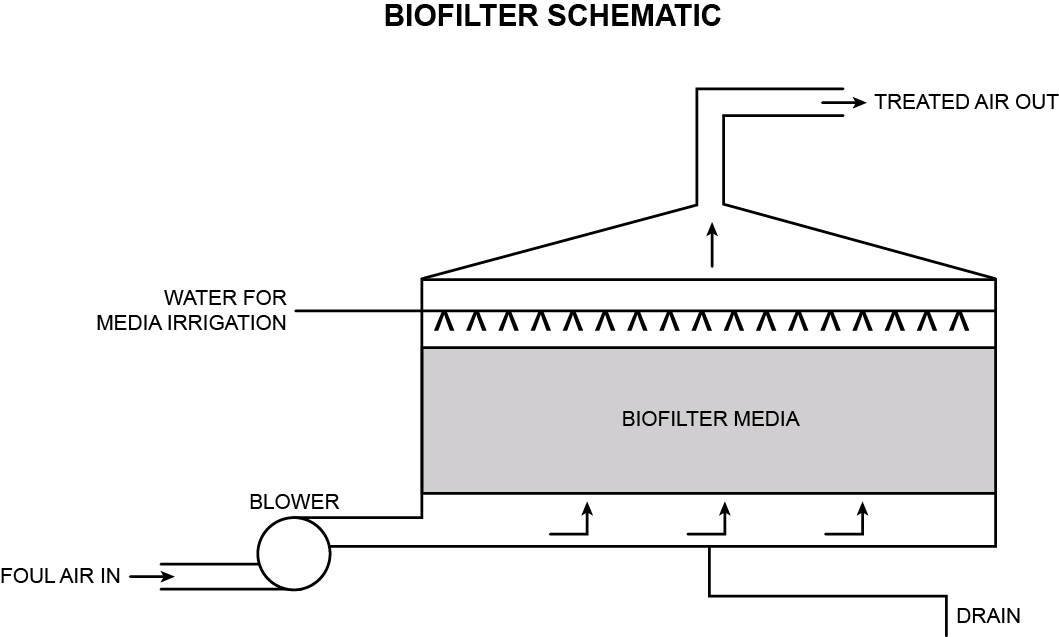 BIOFILTER SCHEMATIC
TREATED AIR OUT
WATER FOR
MEDIA IRRIGATION
BIOFILTER MEDIA
BLOWER
FOUL AIR IN
DRAIN